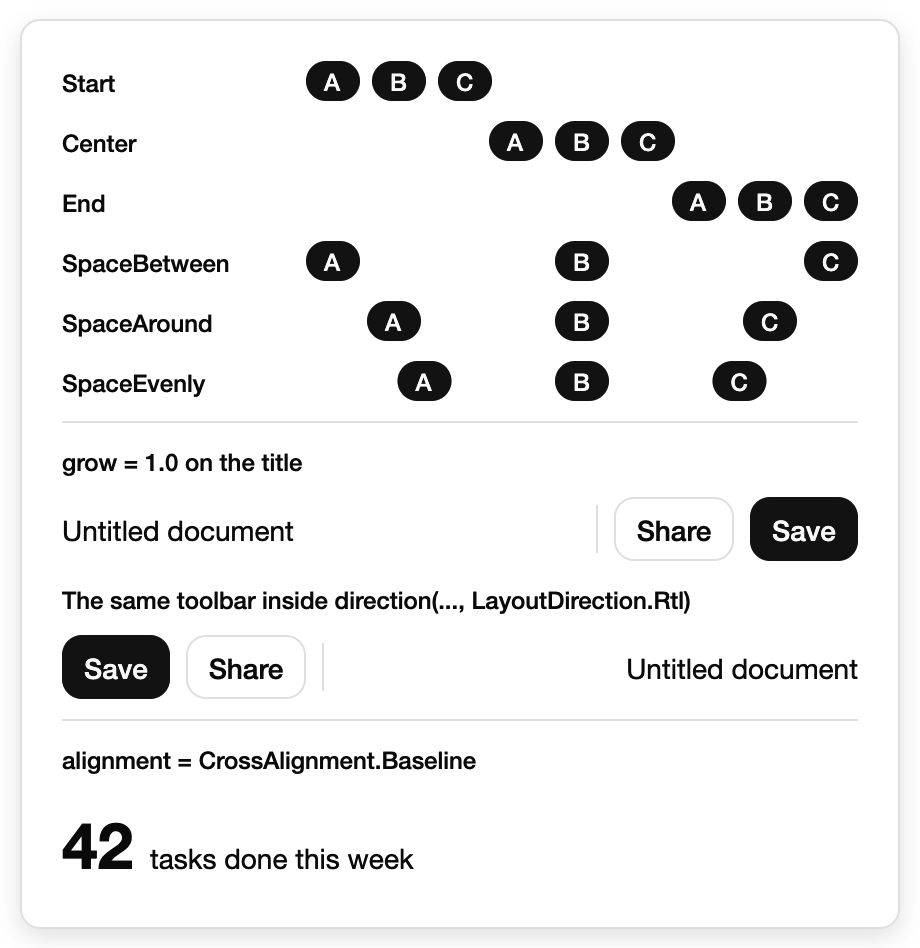 Start A B C
Center A B C
End A B C
SpaceBetween A B C
SpaceAround A B C
SpaceEvenly A B C
grow = 1.0 on the title
Untitled document Share Save
The same toolbar inside direction(..., LayoutDirection.Rtl)
Save Share Untitled document
alignment = CrossAlignment.Baseline
42 tasks done this week